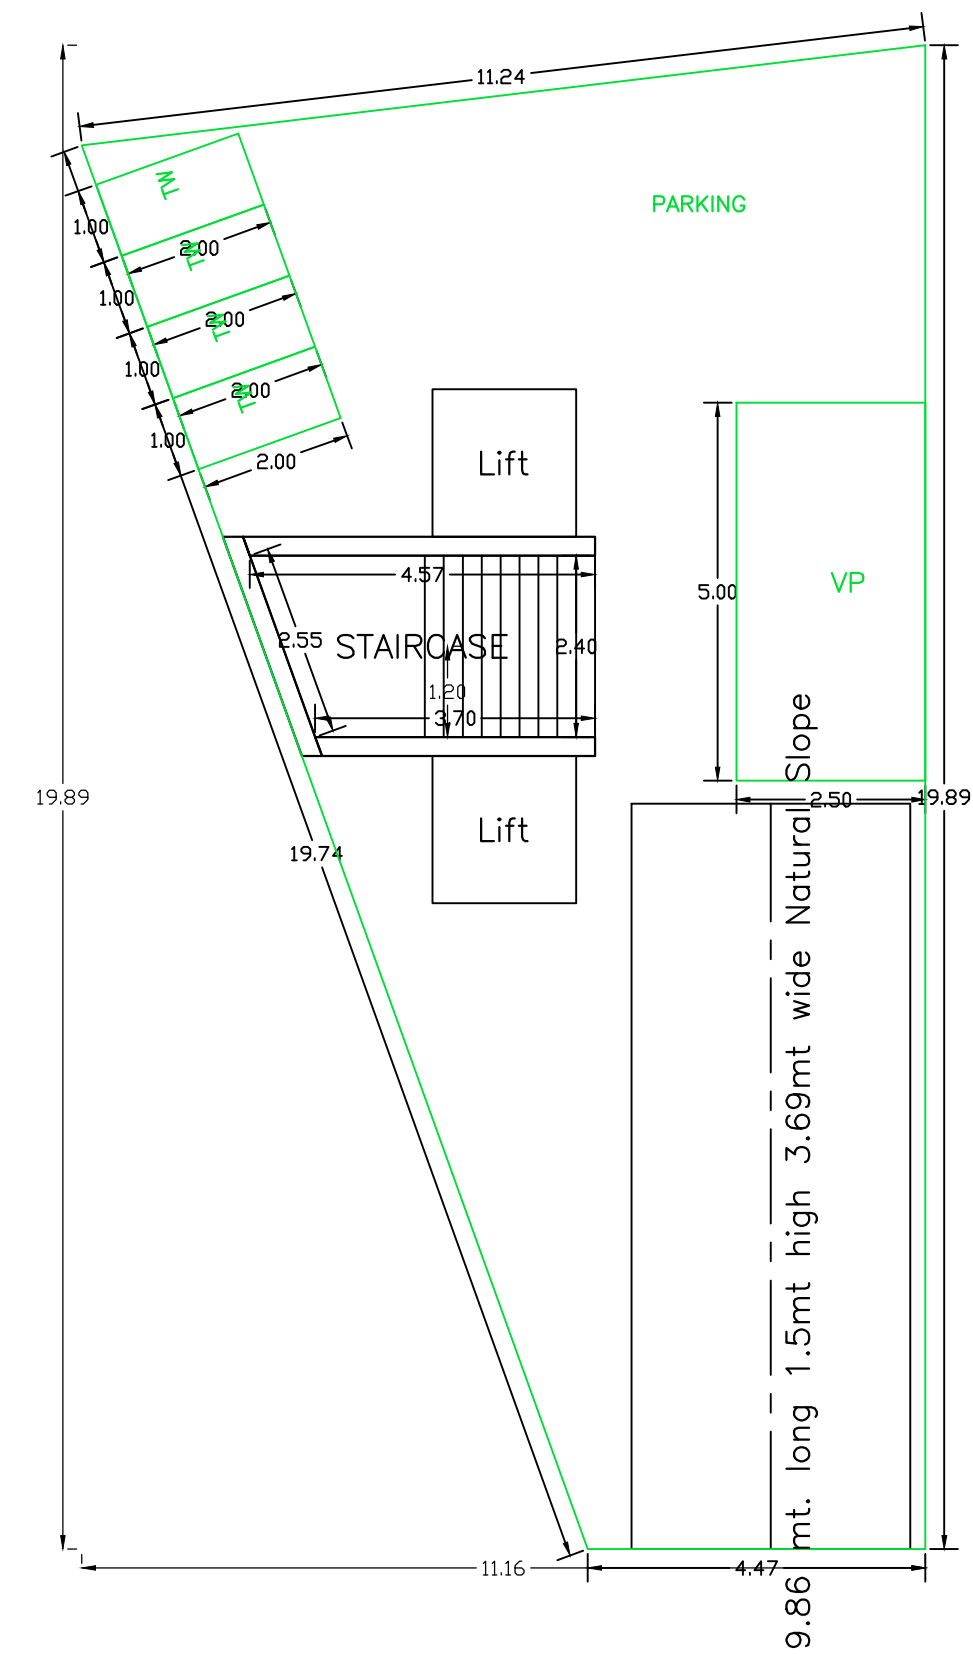 11.24
TW
PARKING
1.00
2.00
TW
1.00
2.00
TW
1.00
2.00
TW
1.00
2.00
Lift
4.57
VP
5.00
2.55
STAIRCASE
2.40
1.20
3.70
19.89
2.50
19.89
Lift
19.74
9.86 mt. long 1.5mt high 3.69mt wide Natural Slope
11.16
4.47